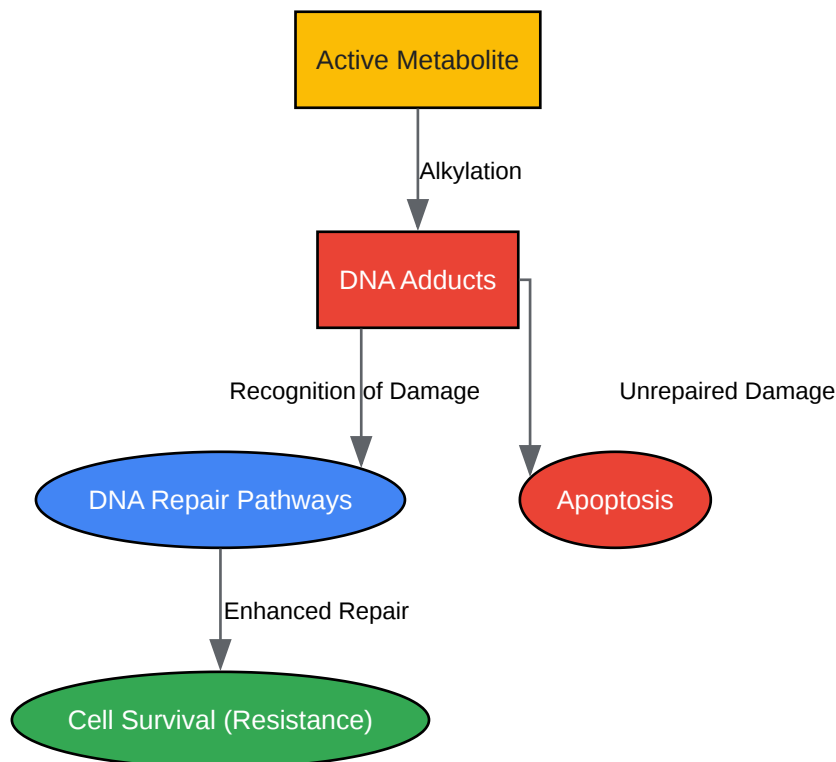 Active Metabolite
Alkylation
DNA Adducts
Recognition of Damage
Unrepaired Damage
DNA Repair Pathways
Apoptosis
Enhanced Repair
Cell Survival (Resistance)